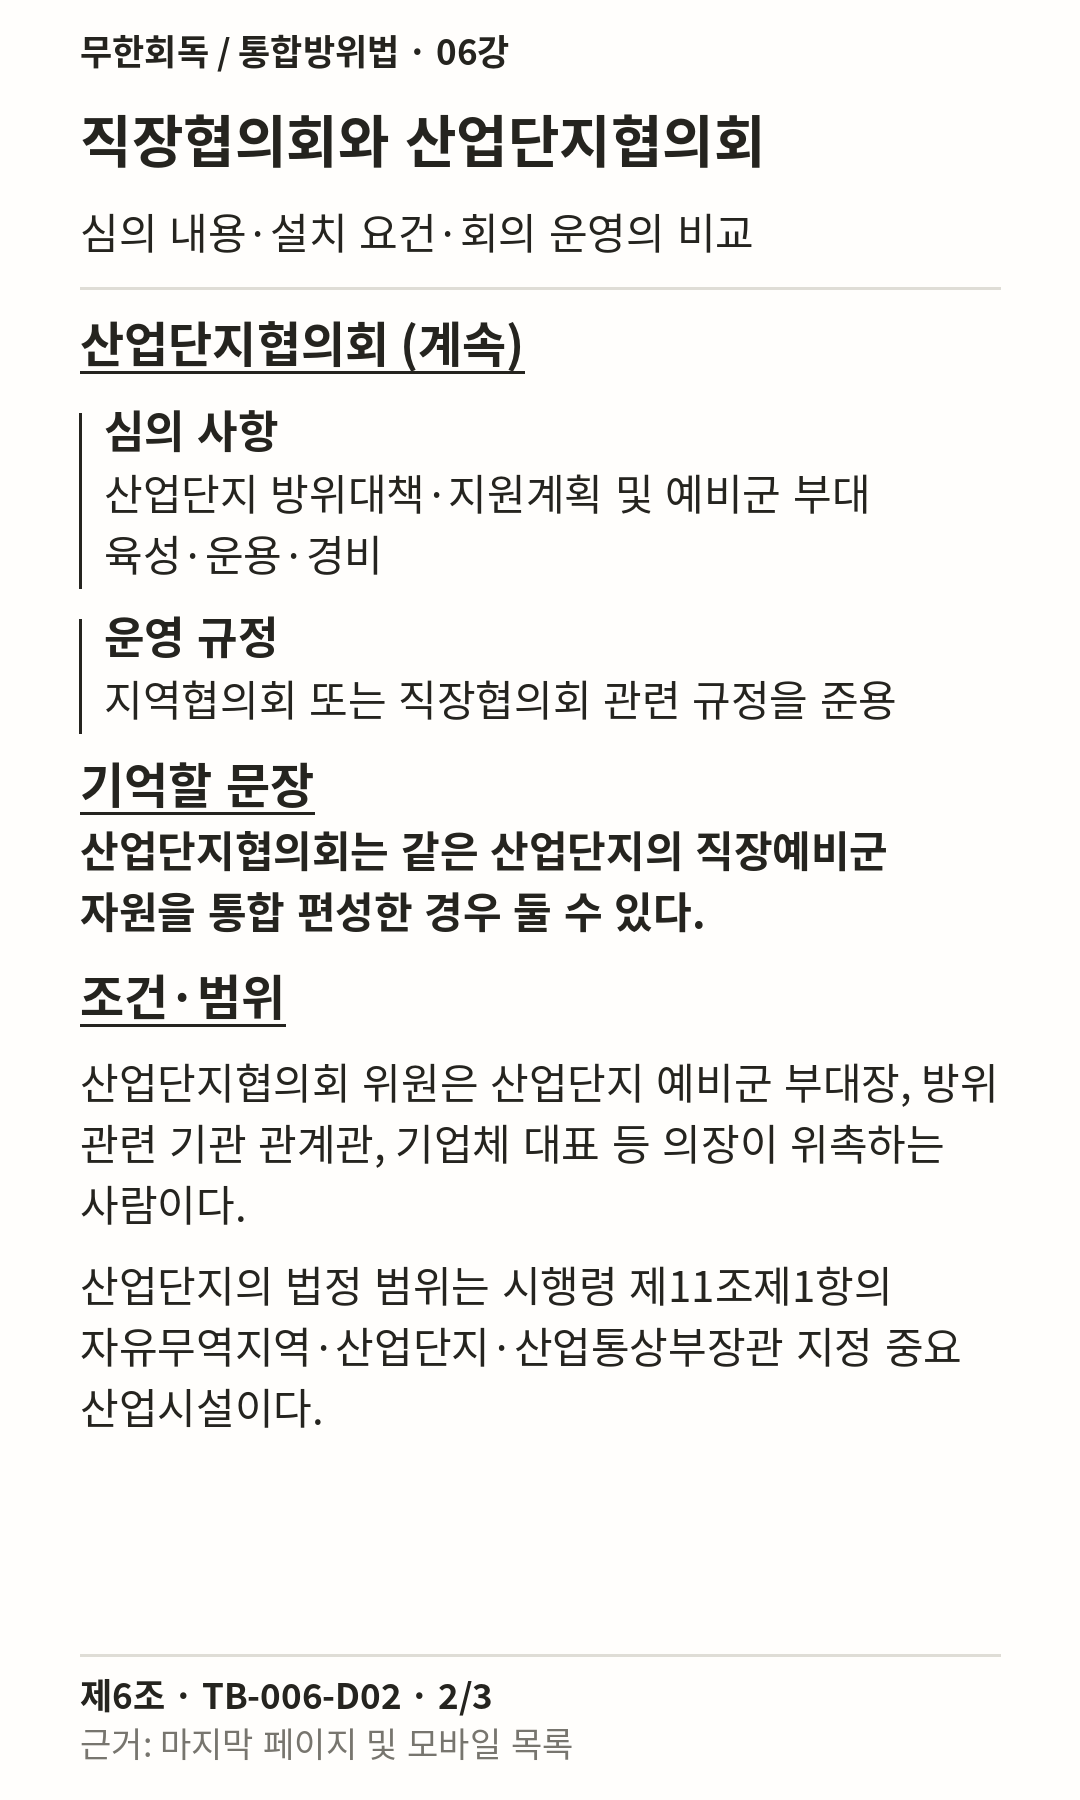 무한회독 / 통합방위법 · 06강
직장협의회와 산업단지협의회
심의 내용·설치 요건·회의 운영의 비교
산업단지협의회 (계속)
심의 사항
산업단지 방위대책·지원계획 및 예비군 부대
육성·운용·경비
운영 규정
지역협의회 또는 직장협의회 관련 규정을 준용
기억할 문장
산업단지협의회는 같은 산업단지의 직장예비군
자원을 통합 편성한 경우 둘 수 있다.
조건·범위
산업단지협의회 위원은 산업단지 예비군 부대장, 방위
관련 기관 관계관, 기업체 대표 등 의장이 위촉하는
사람이다.
산업단지의 법정 범위는 시행령 제11조제1항의
자유무역지역·산업단지·산업통상부장관 지정 중요
산업시설이다.
제6조 · TB-006-D02 · 2/3
근거: 마지막 페이지 및 모바일 목록